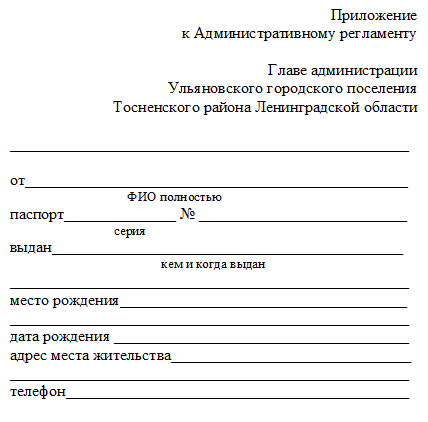 Приложение
к Административному регламенту
Главе администрации
Ульяновского городского поселения
Тосненского района Ленинградской области
от
ФИО полностью
паспорт № 
серия
выдан
кем и когда выдан
место рождения
дата рождения
адрес места жительства
телефон